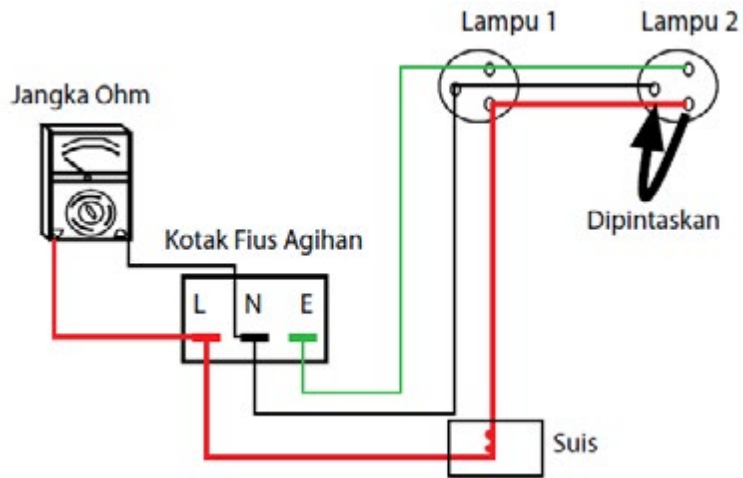 Lampu 1
Lampu 2
Jangka Ohm
Dipintaskan
Kotak Fius Agihan
L N E
Suis